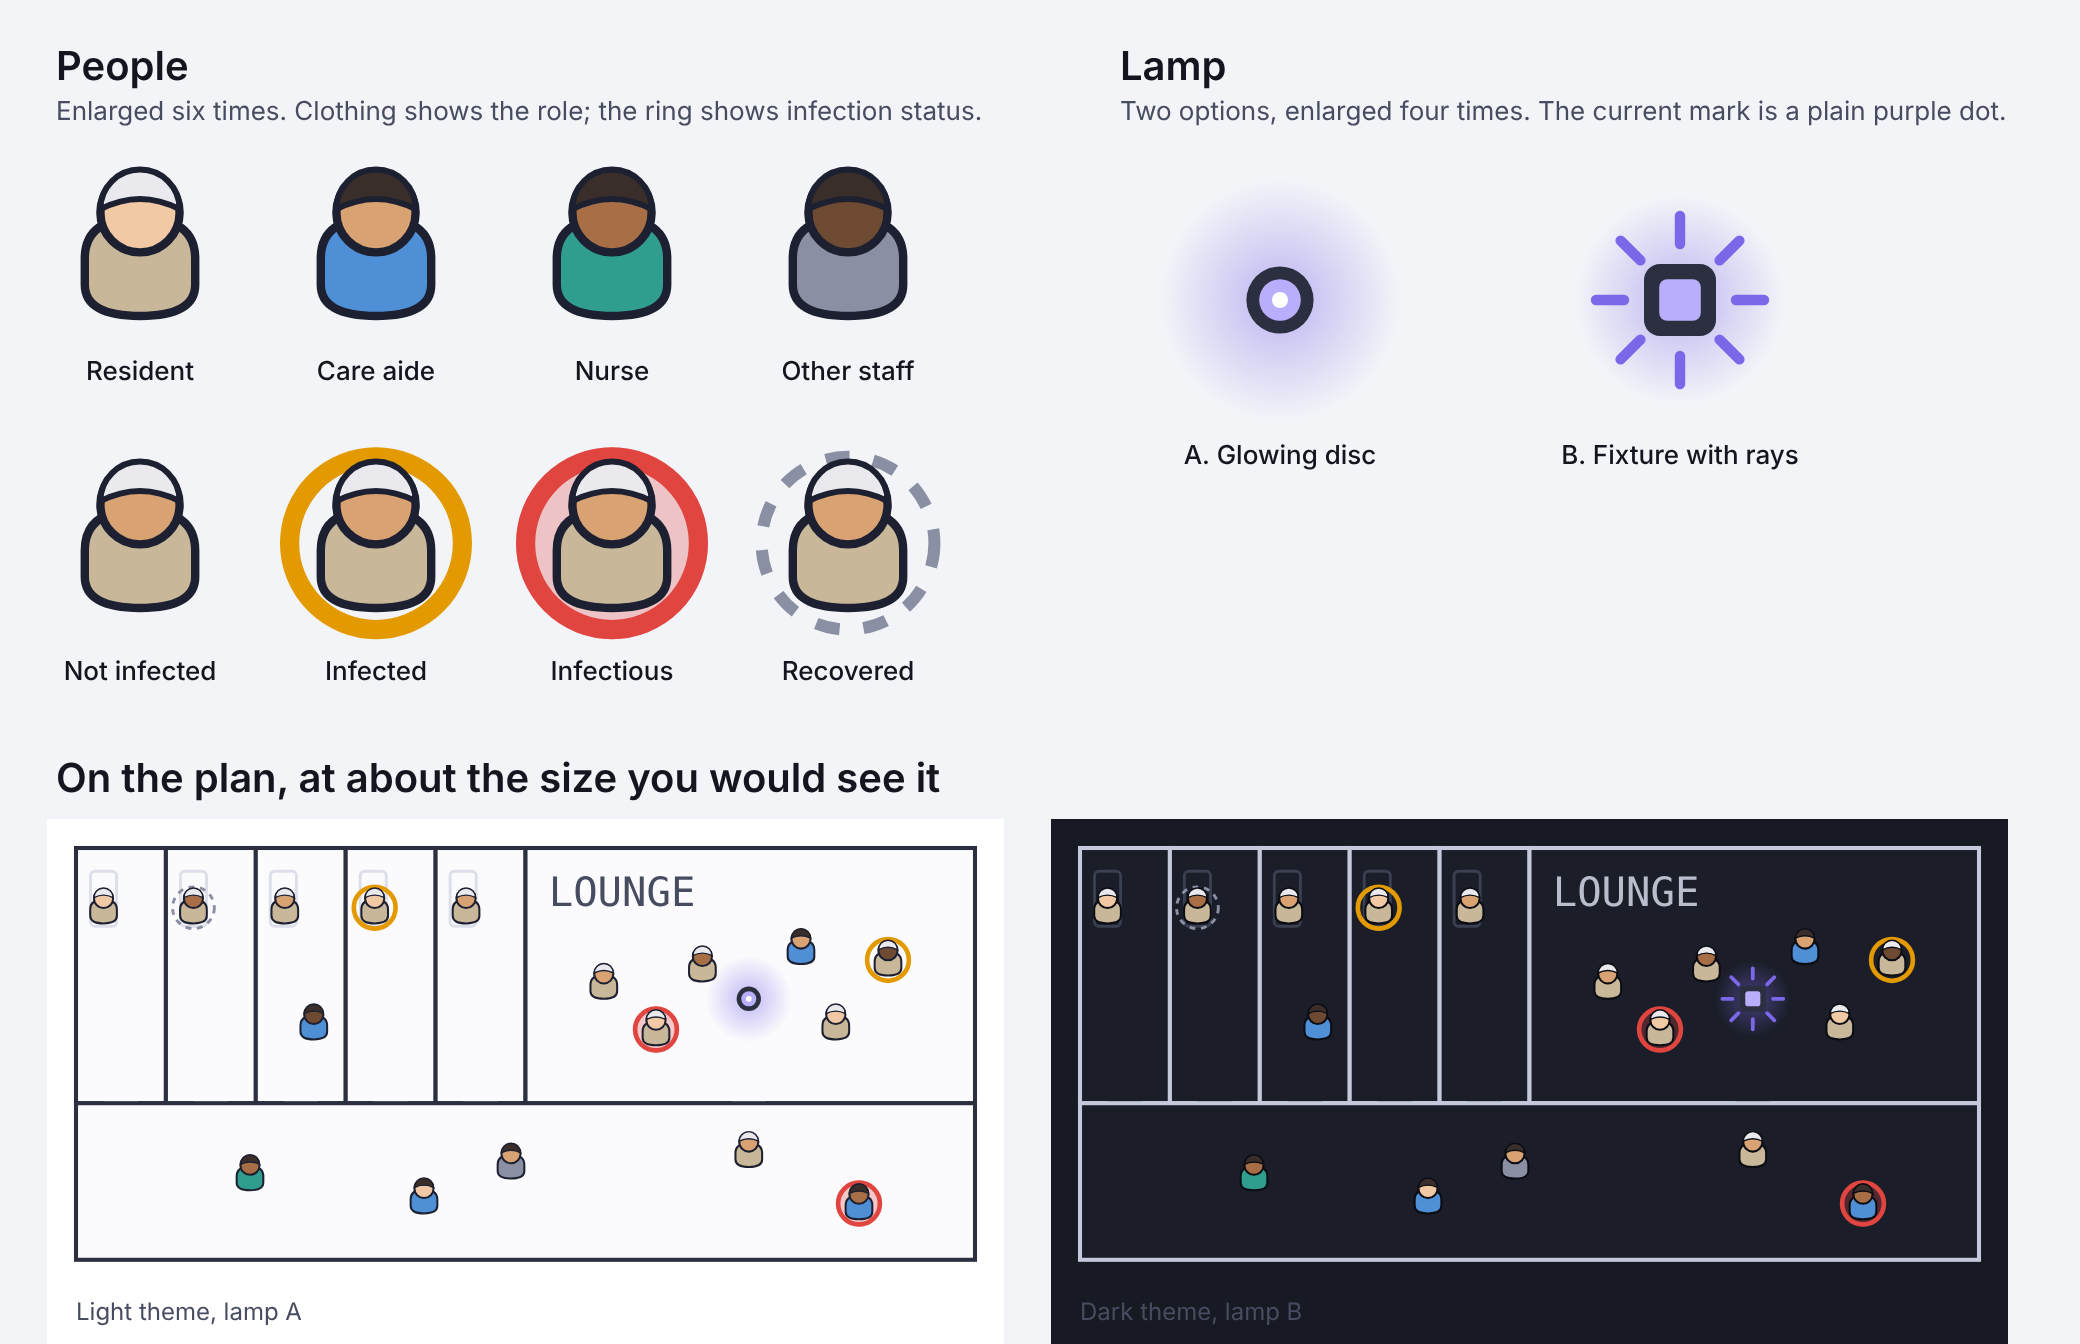 People
Enlarged six times. Clothing shows the role; the ring shows infection status.
Resident
Care aide
Nurse
Other staff
Not infected
Infected
Infectious
Recovered
Lamp
Two options, enlarged four times. The current mark is a plain purple dot.
A. Glowing disc
B. Fixture with rays
On the plan, at about the size you would see it
LOUNGE
Light theme, lamp A
LOUNGE
Dark theme, lamp B